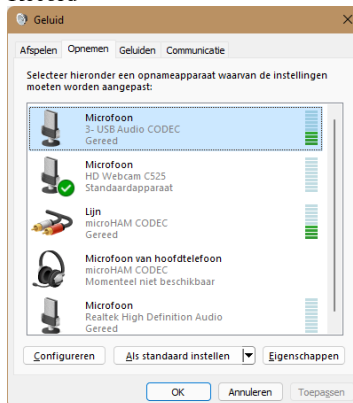 Geluid
Afspelen Opnemen Geluiden Communicatie
Selecteer hieronder een opnameapparaat waarvan de instellingen
moeten worden aangepast:
Microfoon
3- USB Audio CODEC
Gereed
Microfoon
HD Webcam C525
Standaardapparaat
Lijn
microHAM CODEC
Gereed
Microfoon van hoofdtelefoon
microHAM CODEC
Momenteel niet beschikbaar
Microfoon
Realtek High Definition Audio
Gereed
Configureren Als standaard instellen Eigenschappen
OK Annuleren Toepassen